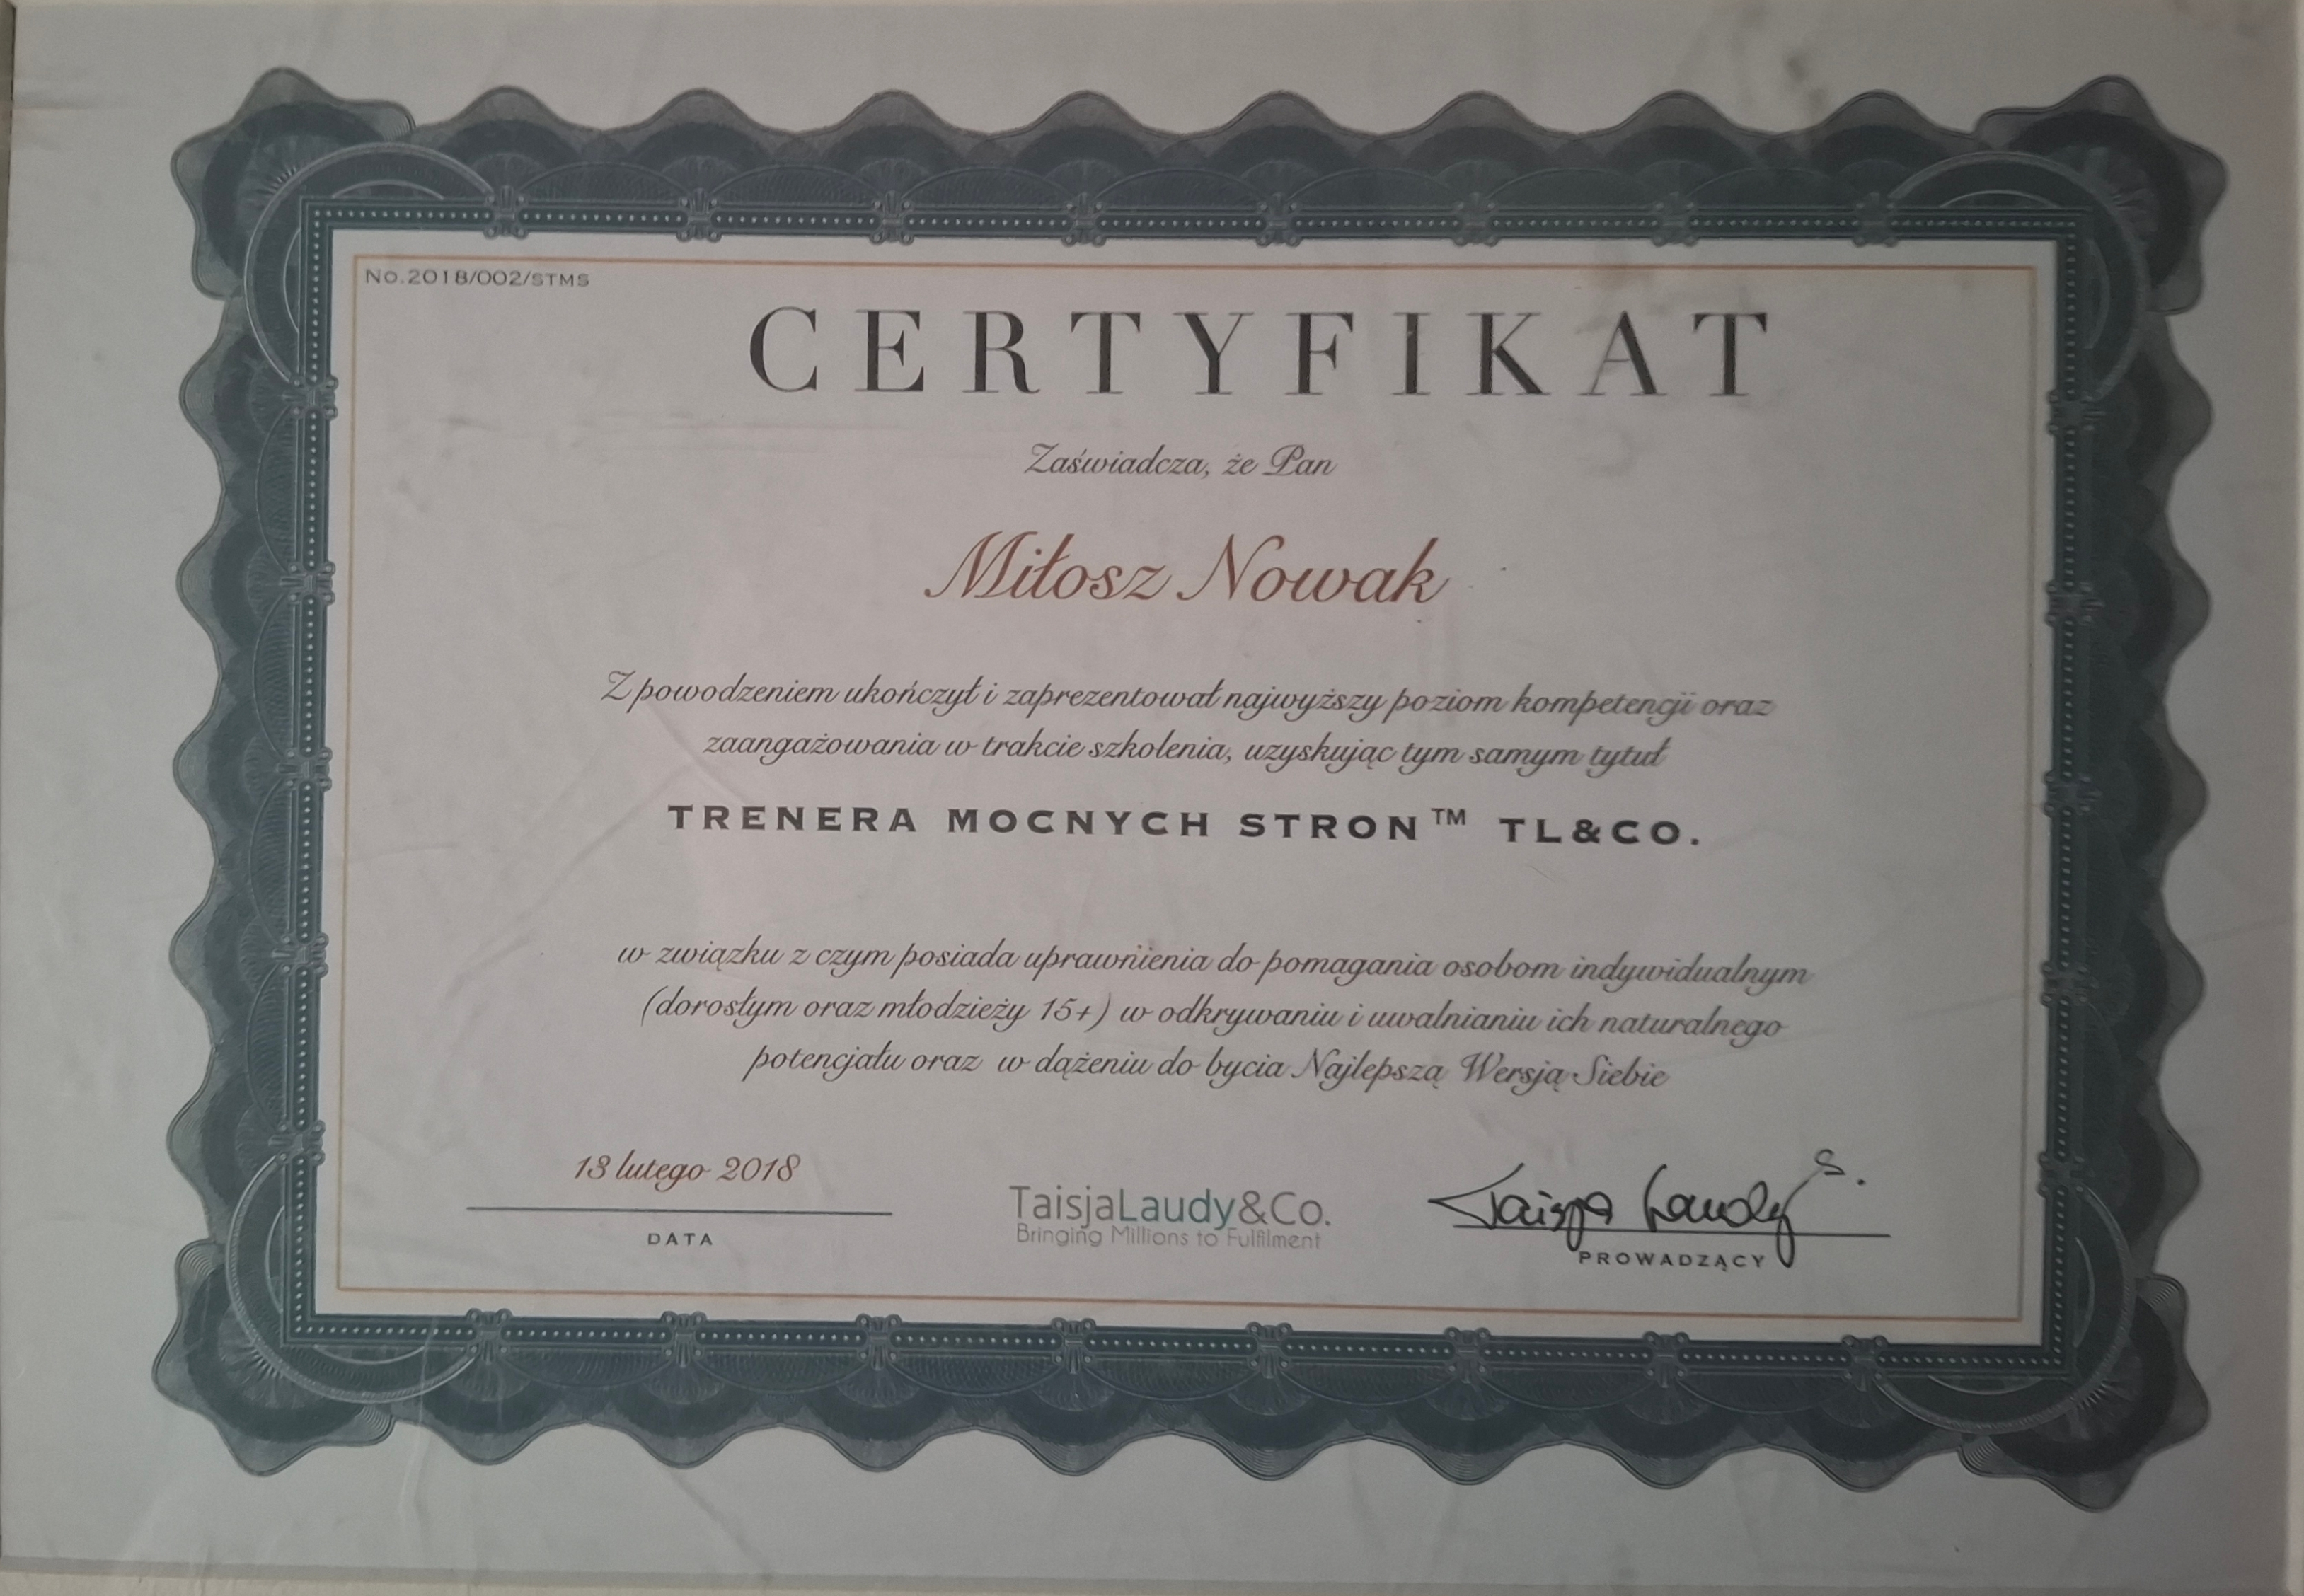 No.2018/002/STMS
CERTYFIKAT
Zaświadcza, że Pan
Miłosz Nowak
Z powodzeniem ukończył i zaprezentował najwyższy poziom kompetencji oraz
zaangażowania w trakcie szkolenia, uzyskując tym samym tytuł
TRENERA MOCNYCH STRON™ TL&CO.
w związku z czym posiada uprawnienia do pomagania osobom indywidualnym
(dorosłym oraz młodzieży 15+) w odkrywaniu i uwalnianiu ich naturalnego
potencjału oraz w dążeniu do bycia Najlepszą Wersją Siebie
13 lutego 2018
DATA
TaisjaLaudy&Co.
Bringing Millions to Fulfilment
Taisja Laudy S.
PROWADZĄCY